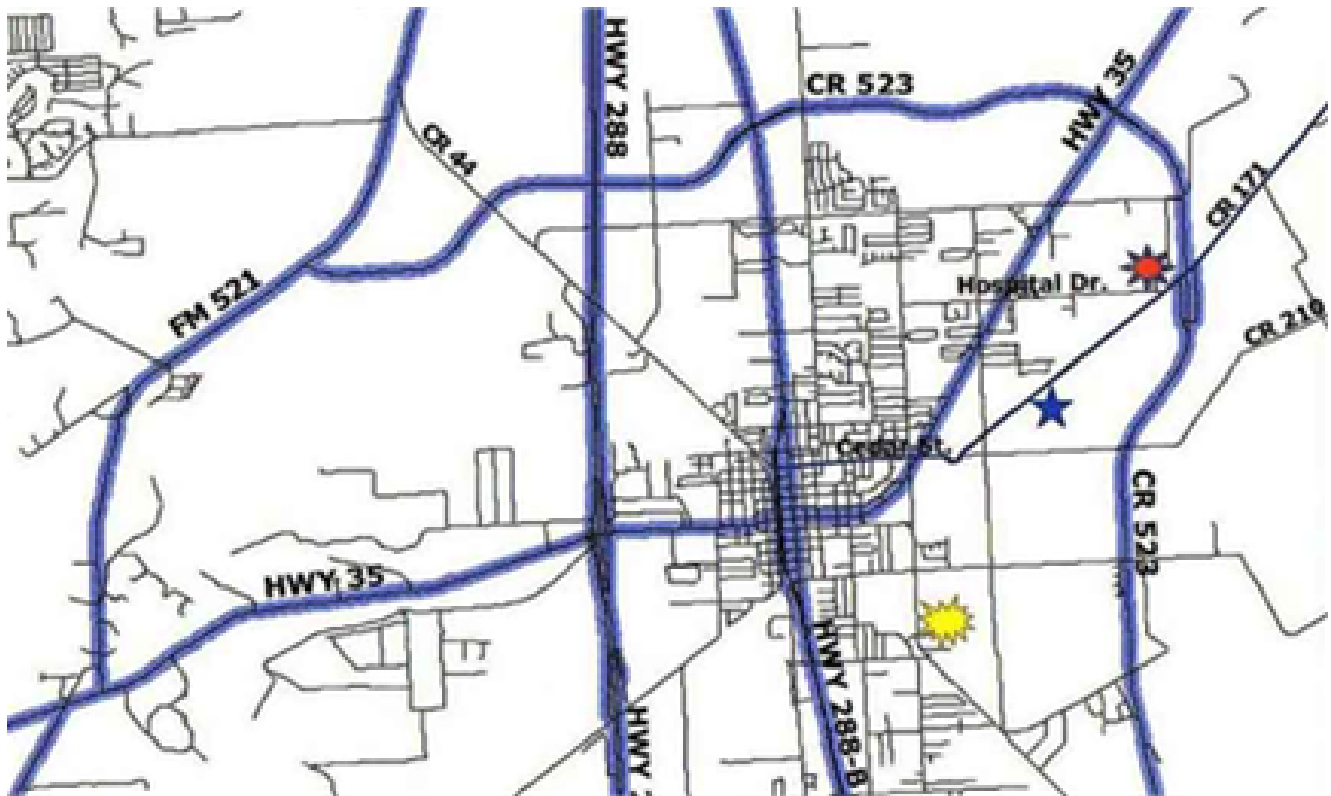 HWY 288
CR 523
HWY 35
CR 44
CR 171
FM 521
Hospital Dr.
CR 210
Cedar St.
CR 523
HWY 35
HWY 288-B
HWY